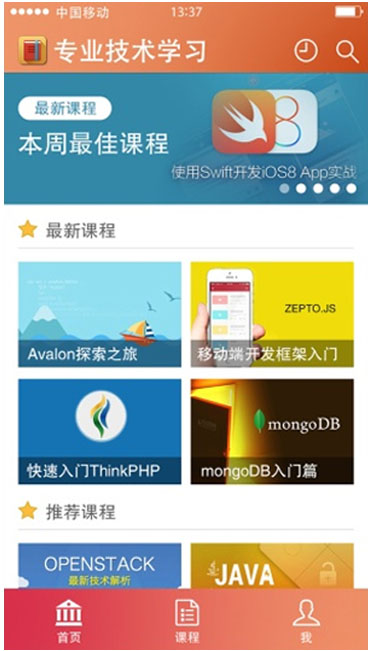 中国移动 13:37
专业技术学习
最新课程
本周最佳课程
使用Swift开发iOS8 App实战
最新课程
Avalon探索之旅
ZEPTO.JS
移动端开发框架入门
快速入门ThinkPHP
mongoDB
mongoDB入门篇
推荐课程
OPENSTACK
最新技术解析
JAVA
首页
课程
我